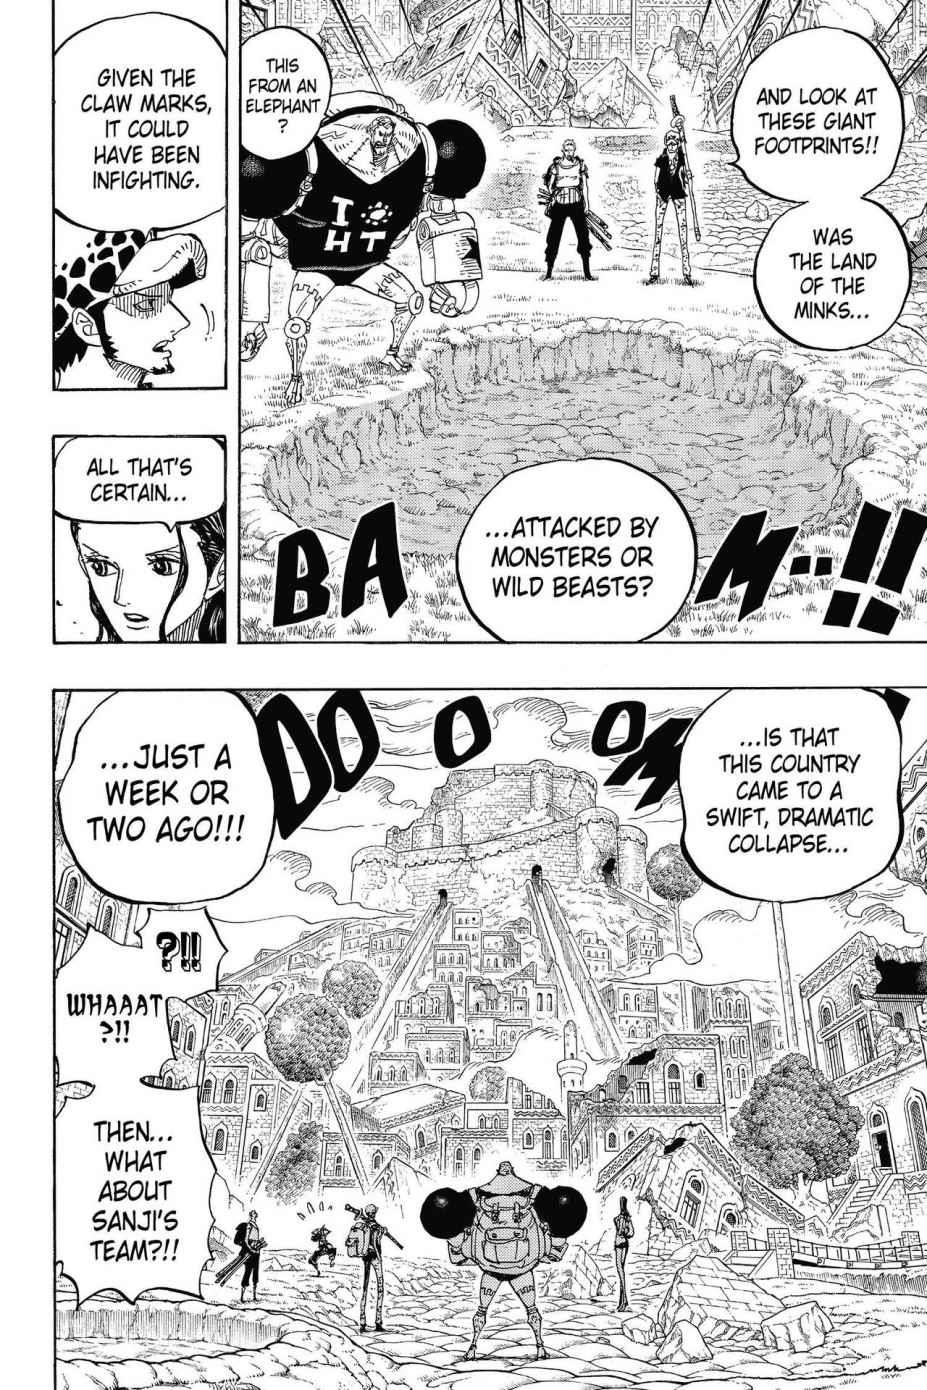 AND LOOK AT
THESE GIANT
FOOTPRINTS!!
WAS
THE LAND
OF THE
MINKS...
THIS
FROM AN
ELEPHANT
?
I
HT
...ATTACKED BY
MONSTERS OR
WILD BEASTS?
BA M...!!
GIVEN THE
CLAW MARKS,
IT COULD
HAVE BEEN
INFIGHTING.
ALL THAT'S
CERTAIN...
...IS THAT
THIS COUNTRY
CAME TO A
SWIFT, DRAMATIC
COLLAPSE...
DO O OM
...JUST A
WEEK OR
TWO AGO!!!
?!!
WHAAAT
?!!
THEN...
WHAT
ABOUT
SANJI'S
TEAM?!!